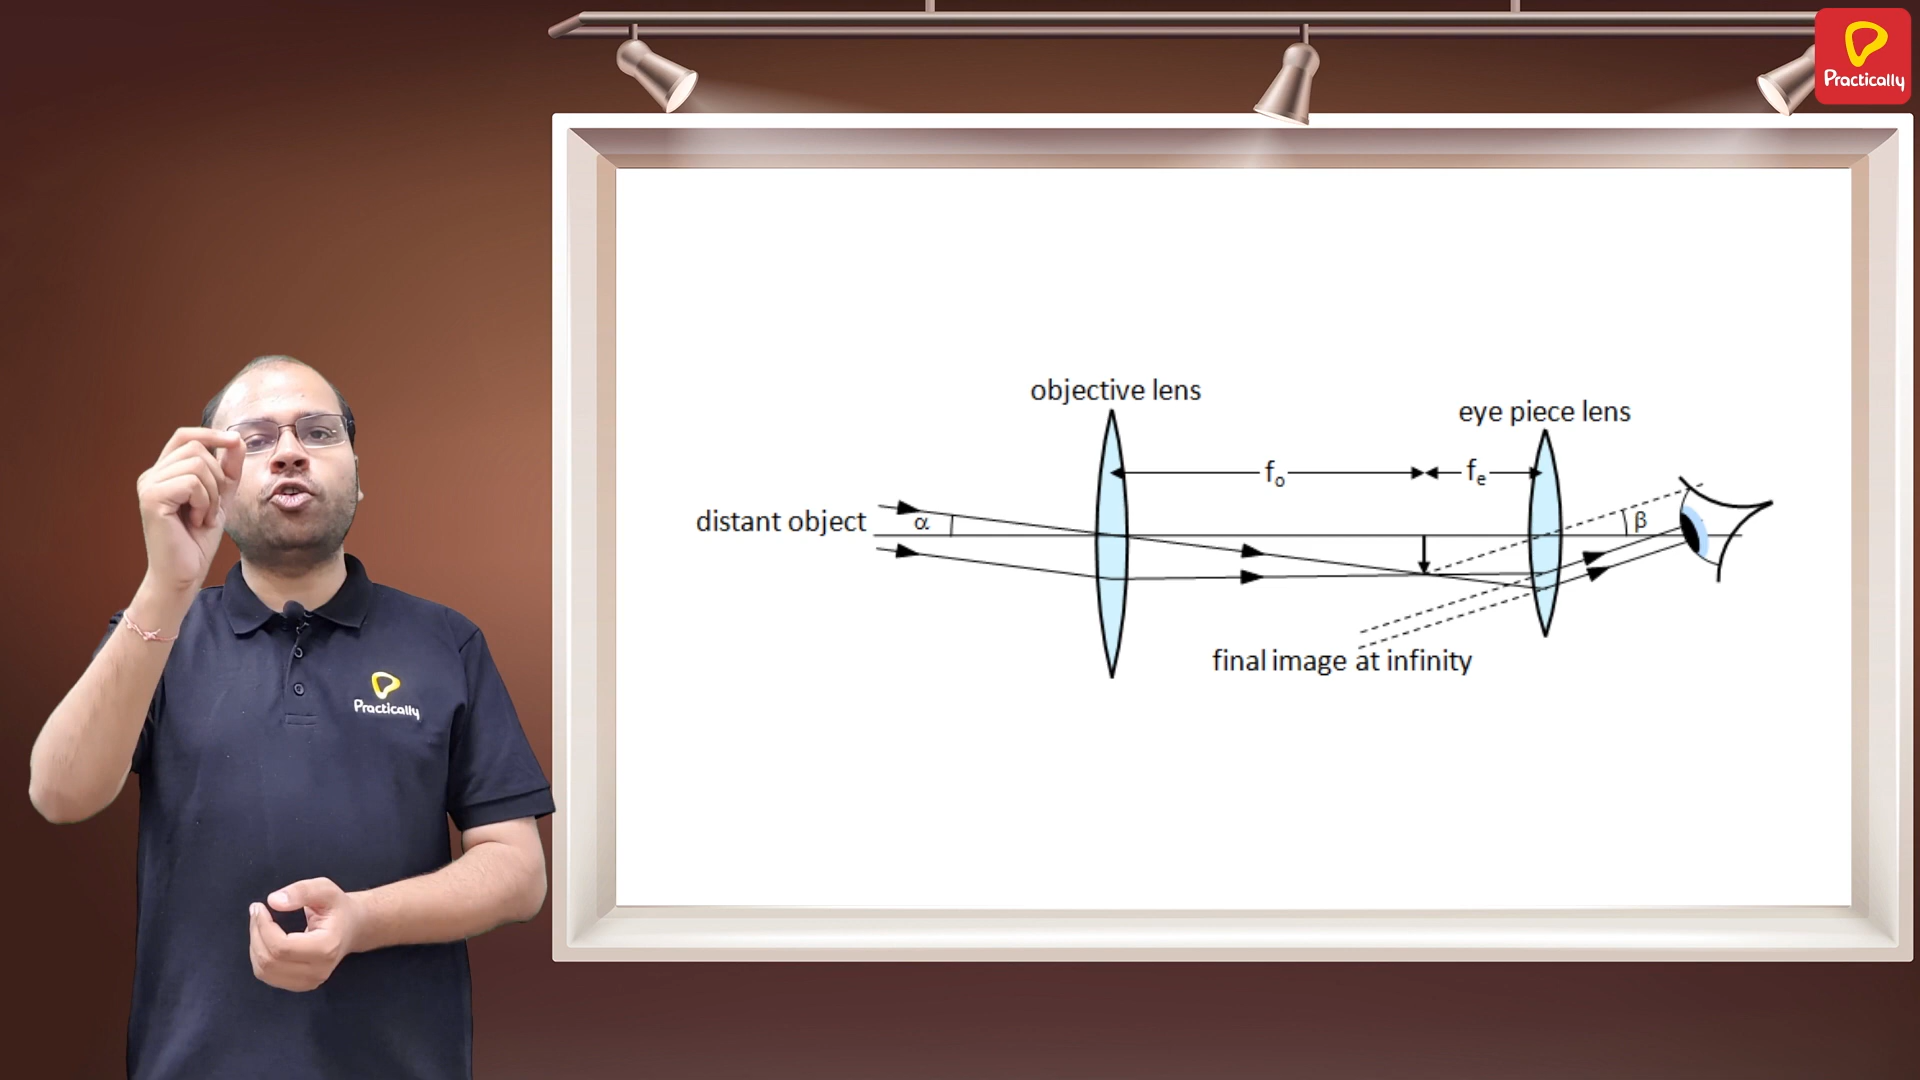 Practically
objective lens
eye piece lens
fo
fe
distant object
α
β
final image at infinity
Practically